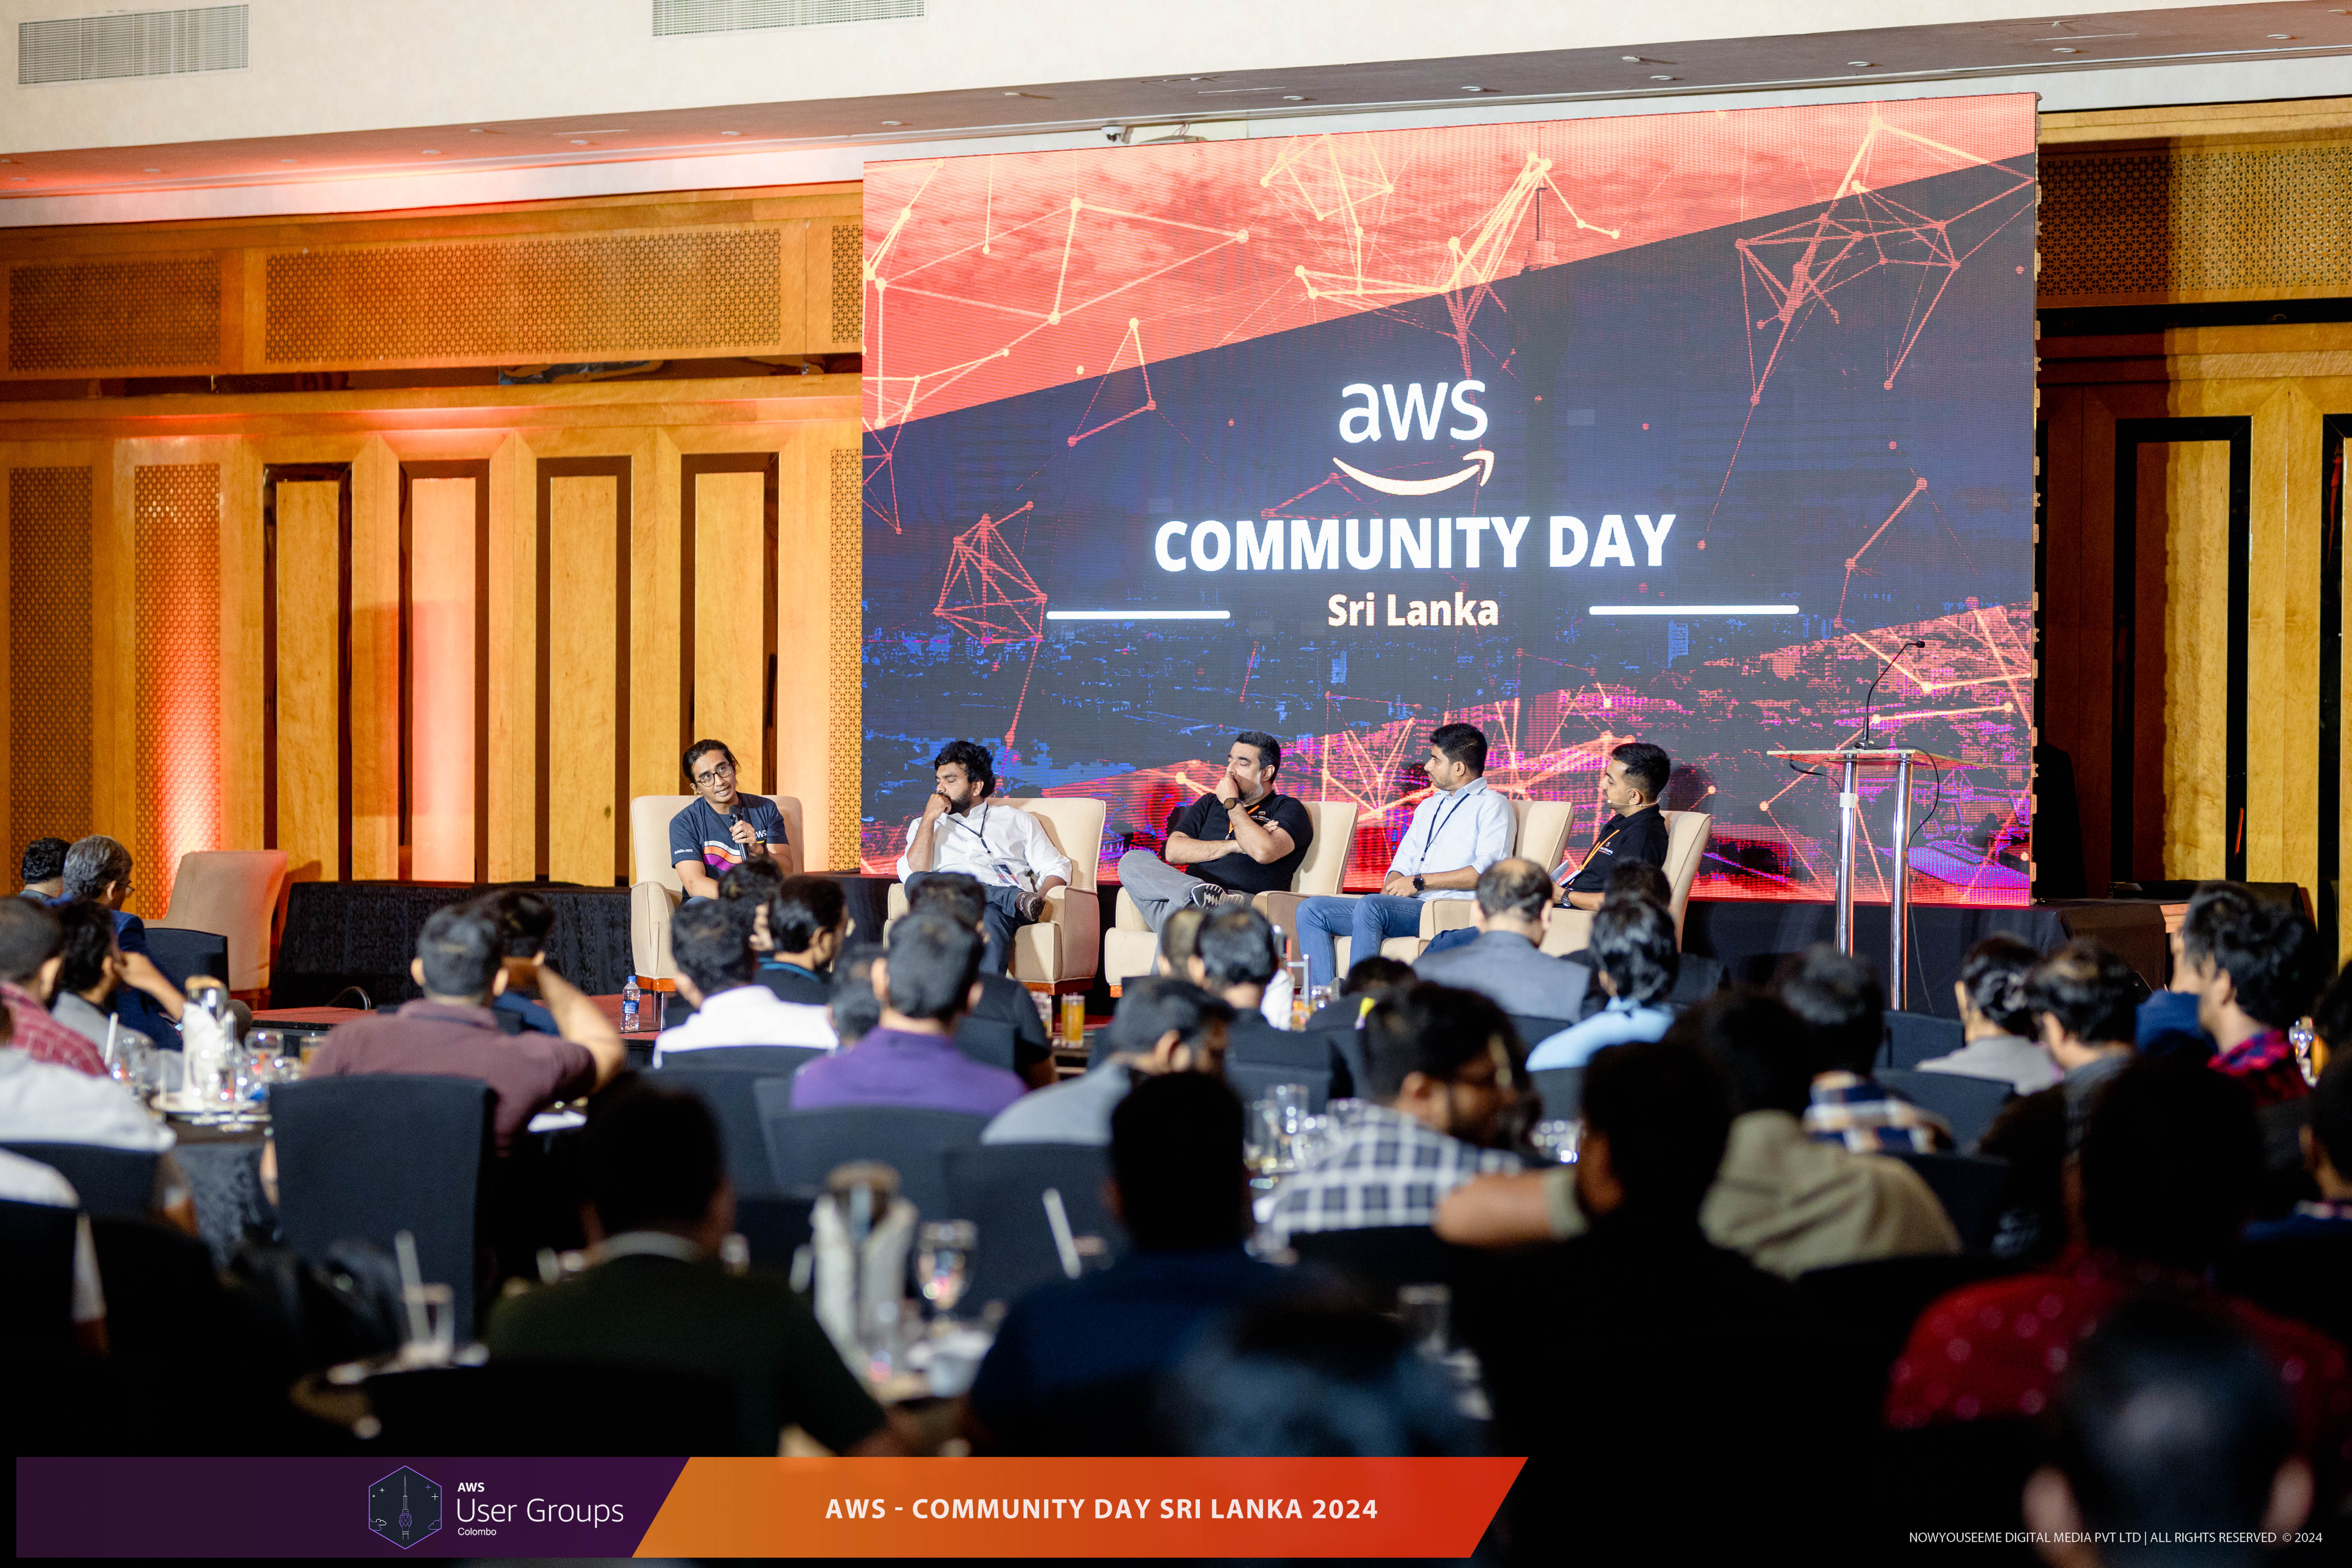 aws
COMMUNITY DAY
Sri Lanka
AWS
User Groups
Colombo
AWS - COMMUNITY DAY SRI LANKA 2024
NOWYOUSEEME DIGITAL MEDIA PVT LTD | ALL RIGHTS RESERVED © 2024